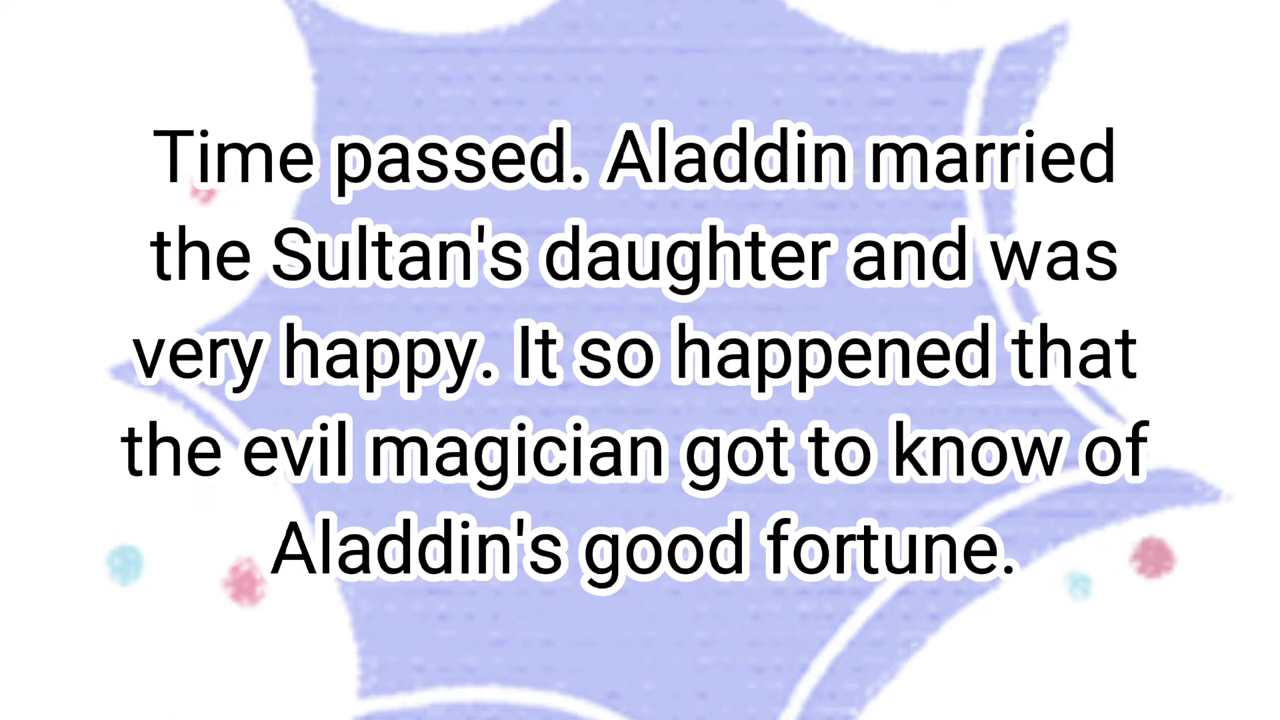 Time passed. Aladdin married
the Sultan's daughter and was
very happy. It so happened that
the evil magician got to know of
Aladdin's good fortune.